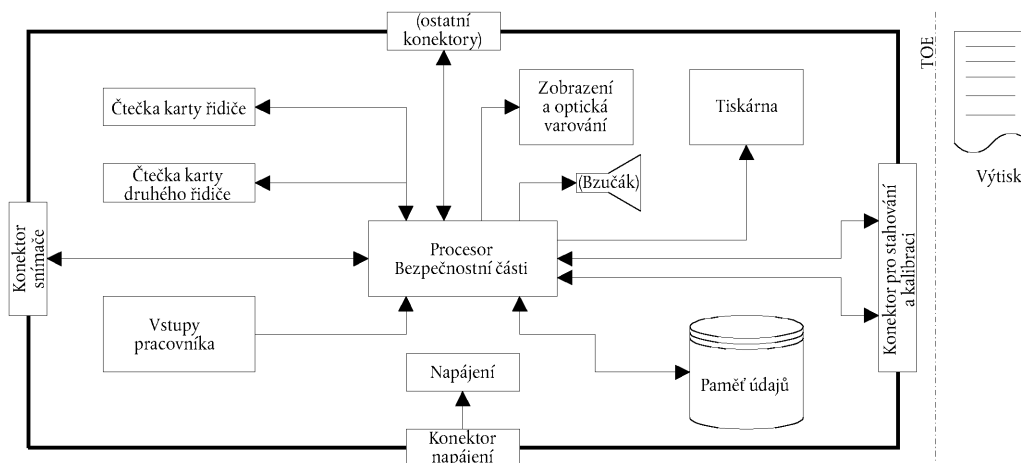 (ostatní
konektory)
TOE
Čtečka karty řidiče
Zobrazení
a optická
varování
Tiskárna
Čtečka karty
druhého řidiče
(Bzučák)
Výtisk
Konektor
snímače
Procesor
Bezpečnostní části
Konektor pro stahování
a kalibraci
Vstupy
pracovníka
Napájení
Paměť údajů
Konektor
napájení